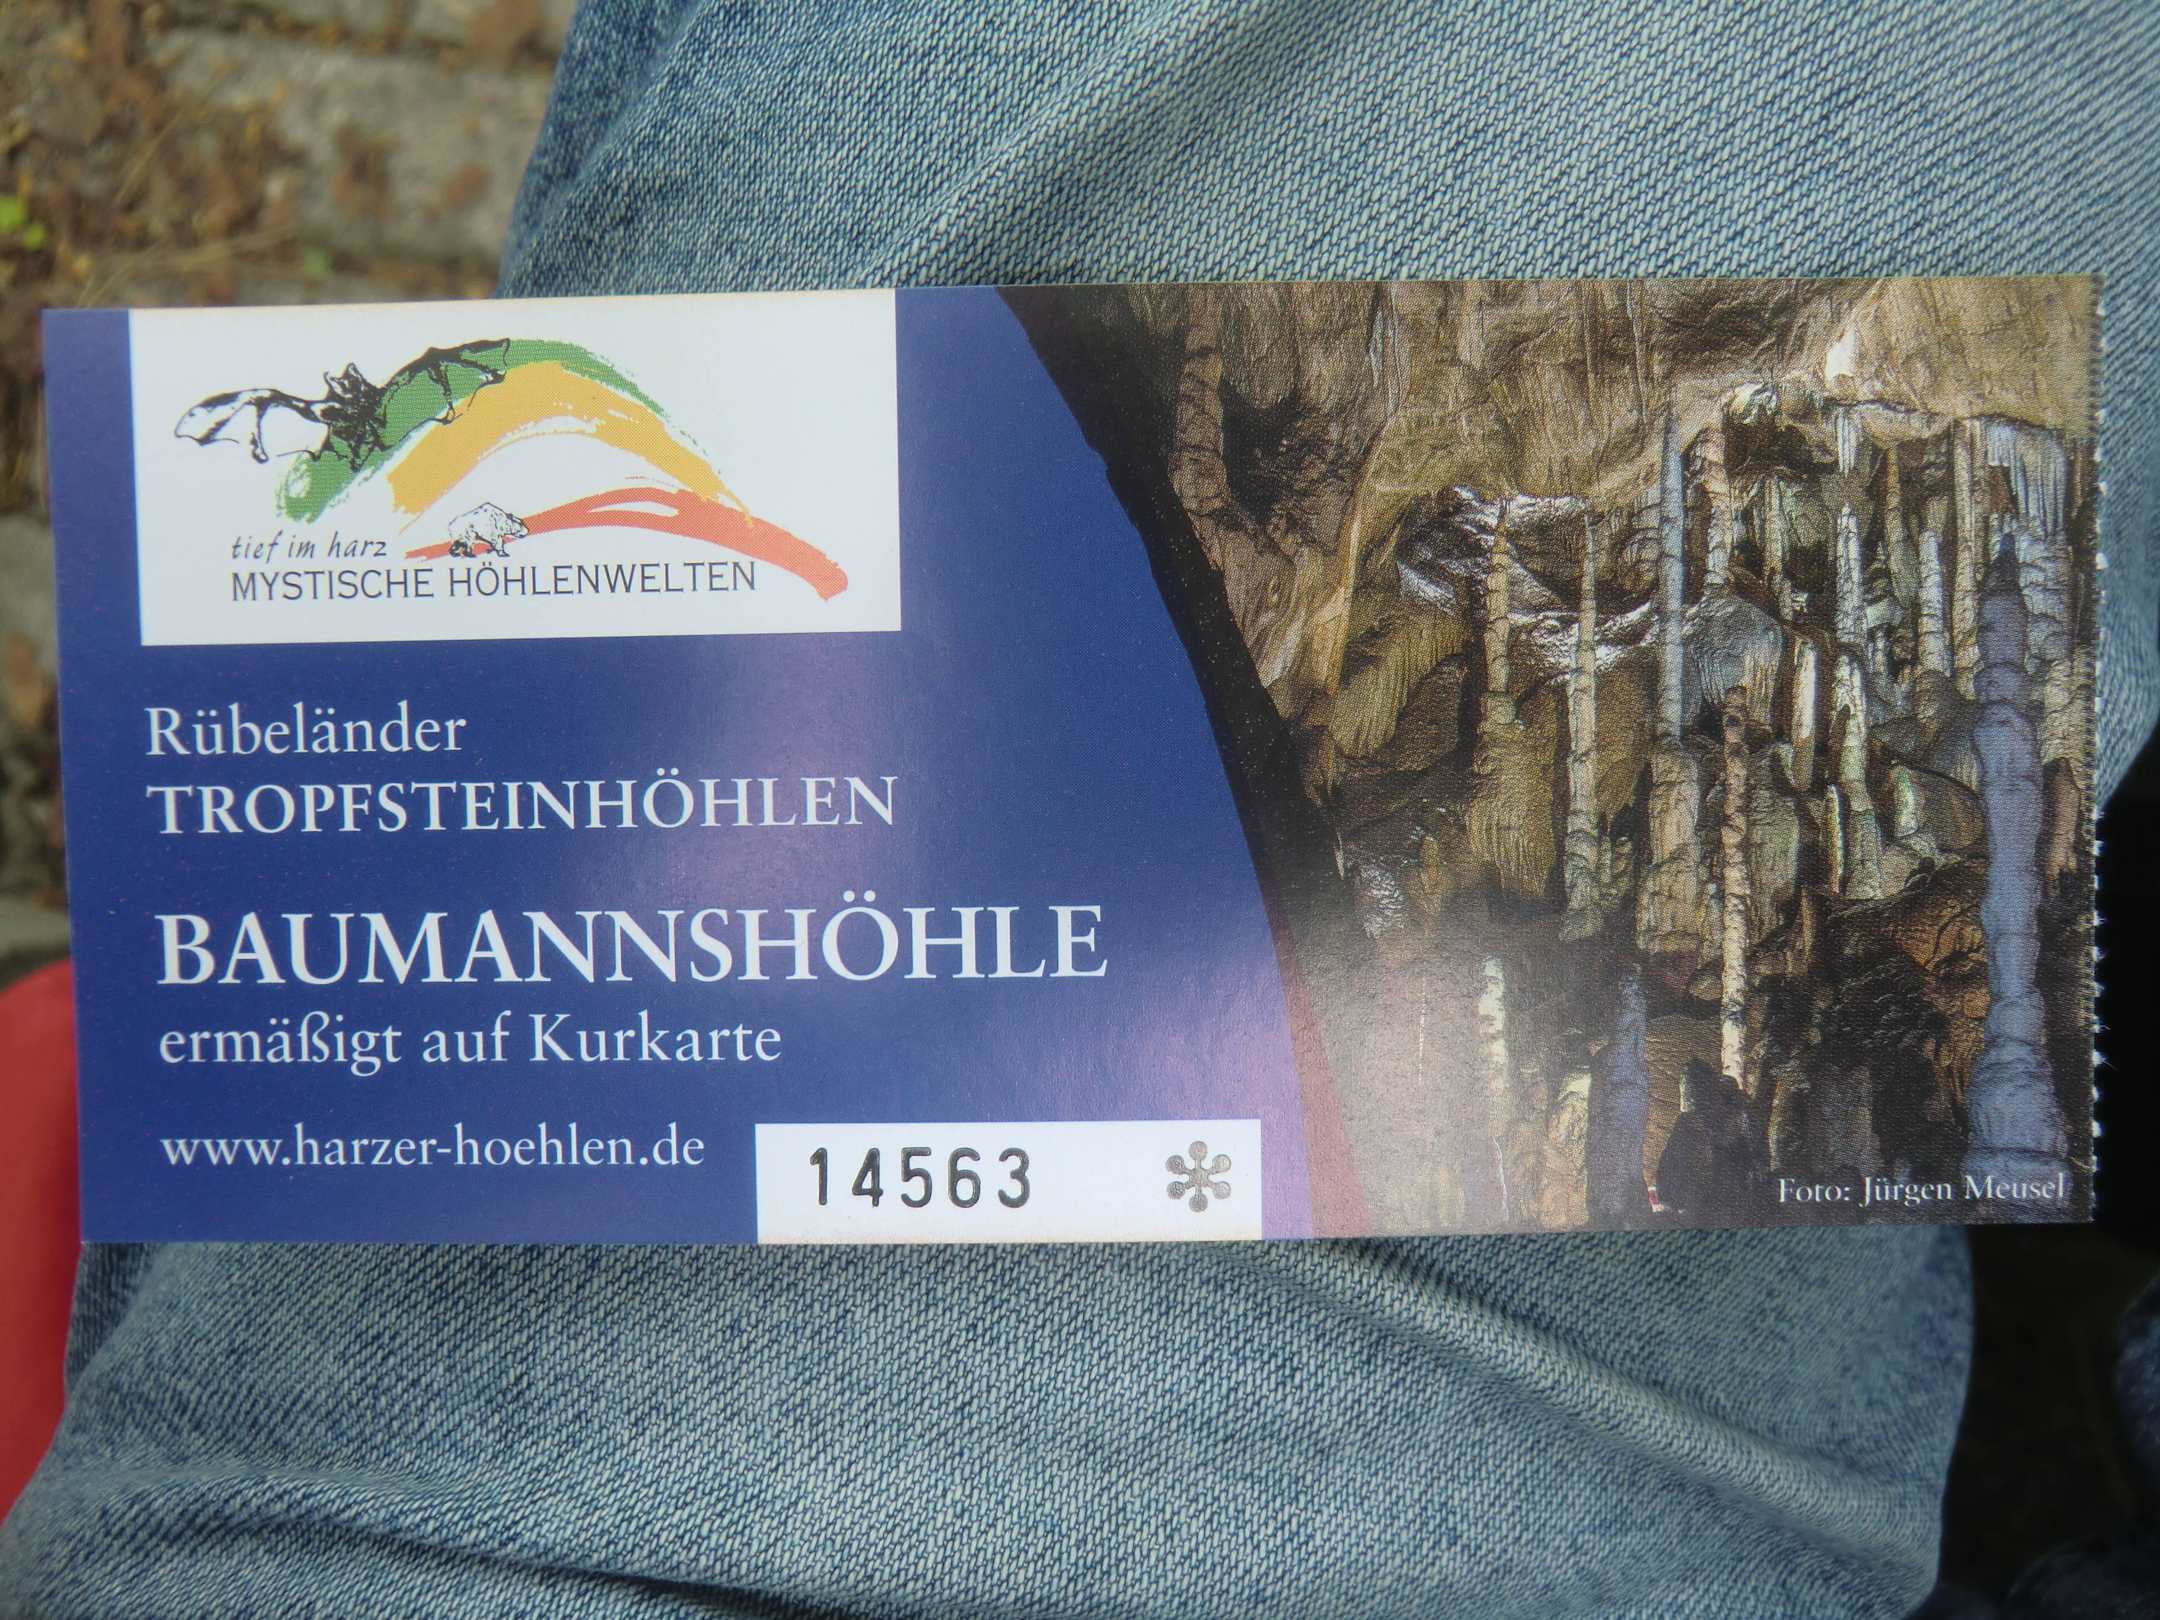 tief im harz
MYSTISCHE HÖHLENWELTEN
Rübeländer
TROPFSTEINHÖHLEN
BAUMANNSHÖHLE
ermäßigt auf Kurkarte
www.harzer-hoehlen.de
14563
Foto: Jürgen Meusel